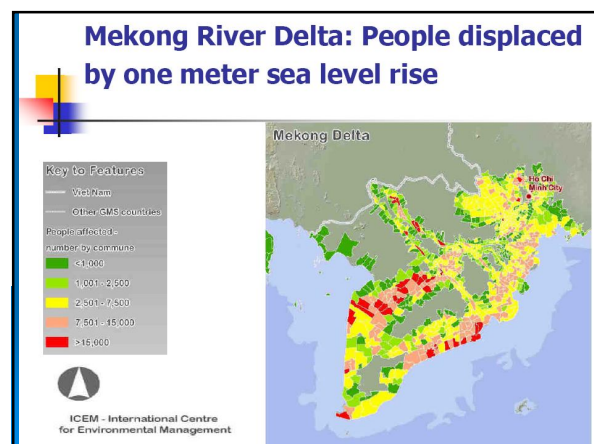 Mekong River Delta: People displaced
by one meter sea level rise
Mekong Delta
Ho Chi
Minh City
Key to Features
Viet Nam
Other GMS countries
People affected -
number by commune
<1,000
1,001 - 2,500
2,501 - 7,500
7,501 - 15,000
>15,000
ICEM - International Centre
for Environmental Management